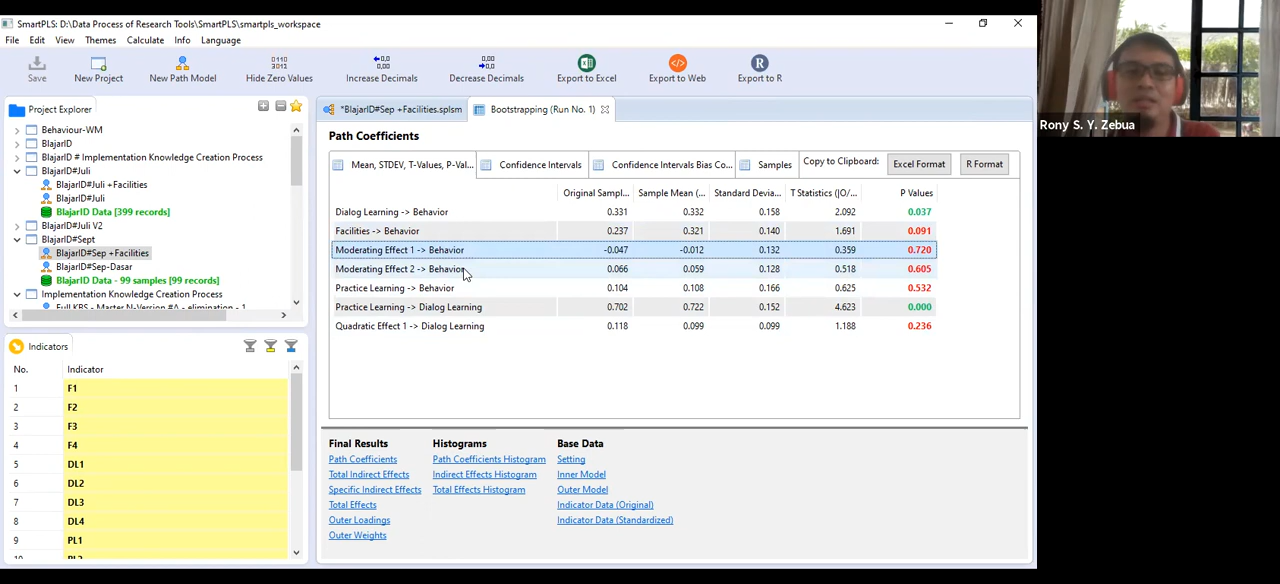 SmartPLS: D:\Data Process of Research Tools\SmartPLS\smartpls_workspace
File Edit View Themes Calculate Info Language
Save New Project New Path Model Hide Zero Values Increase Decimals Decrease Decimals Export to Excel Export to Web Export to R
Project Explorer
Behaviour-WM
BlajarID
BlajarID # Implementation Knowledge Creation Process
BlajarID#Juli
BlajarID#Juli +Facilities
BlajarID#Juli
BlajarID Data [399 records]
BlajarID#Juli V2
BlajarID#Sept
BlajarID#Sep +Facilities
BlajarID#Sep-Dasar
BlajarID Data - 99 samples [99 records]
Implementation Knowledge Creation Process
Full KBS - Master N-Version #A - elimination - 1
Indicators
No. Indicator
1 F1
2 F2
3 F3
4 F4
5 DL1
6 DL2
7 DL3
8 DL4
9 PL1
10 PL2
*BlajarID#Sep +Facilities.splsm Bootstrapping (Run No. 1)
Path Coefficients
Mean, STDEV, T-Values, P-Val... Confidence Intervals Confidence Intervals Bias Co... Samples Copy to Clipboard: Excel Format R Format
Original Sampl... Sample Mean (... Standard Devia... T Statistics (|O/... P Values
Dialog Learning -> Behavior 0.331 0.332 0.158 2.092 0.037
Facilities -> Behavior 0.237 0.321 0.140 1.691 0.091
Moderating Effect 1 -> Behavior -0.047 -0.012 0.132 0.359 0.720
Moderating Effect 2 -> Behavior 0.066 0.059 0.128 0.518 0.605
Practice Learning -> Behavior 0.104 0.108 0.166 0.625 0.532
Practice Learning -> Dialog Learning 0.702 0.722 0.152 4.623 0.000
Quadratic Effect 1 -> Dialog Learning 0.118 0.099 0.099 1.188 0.236
Final Results Histograms Base Data
Path Coefficients Path Coefficients Histogram Setting
Total Indirect Effects Indirect Effects Histogram Inner Model
Specific Indirect Effects Total Effects Histogram Outer Model
Total Effects Indicator Data (Original)
Outer Loadings Indicator Data (Standardized)
Outer Weights
Rony S. Y. Zebua